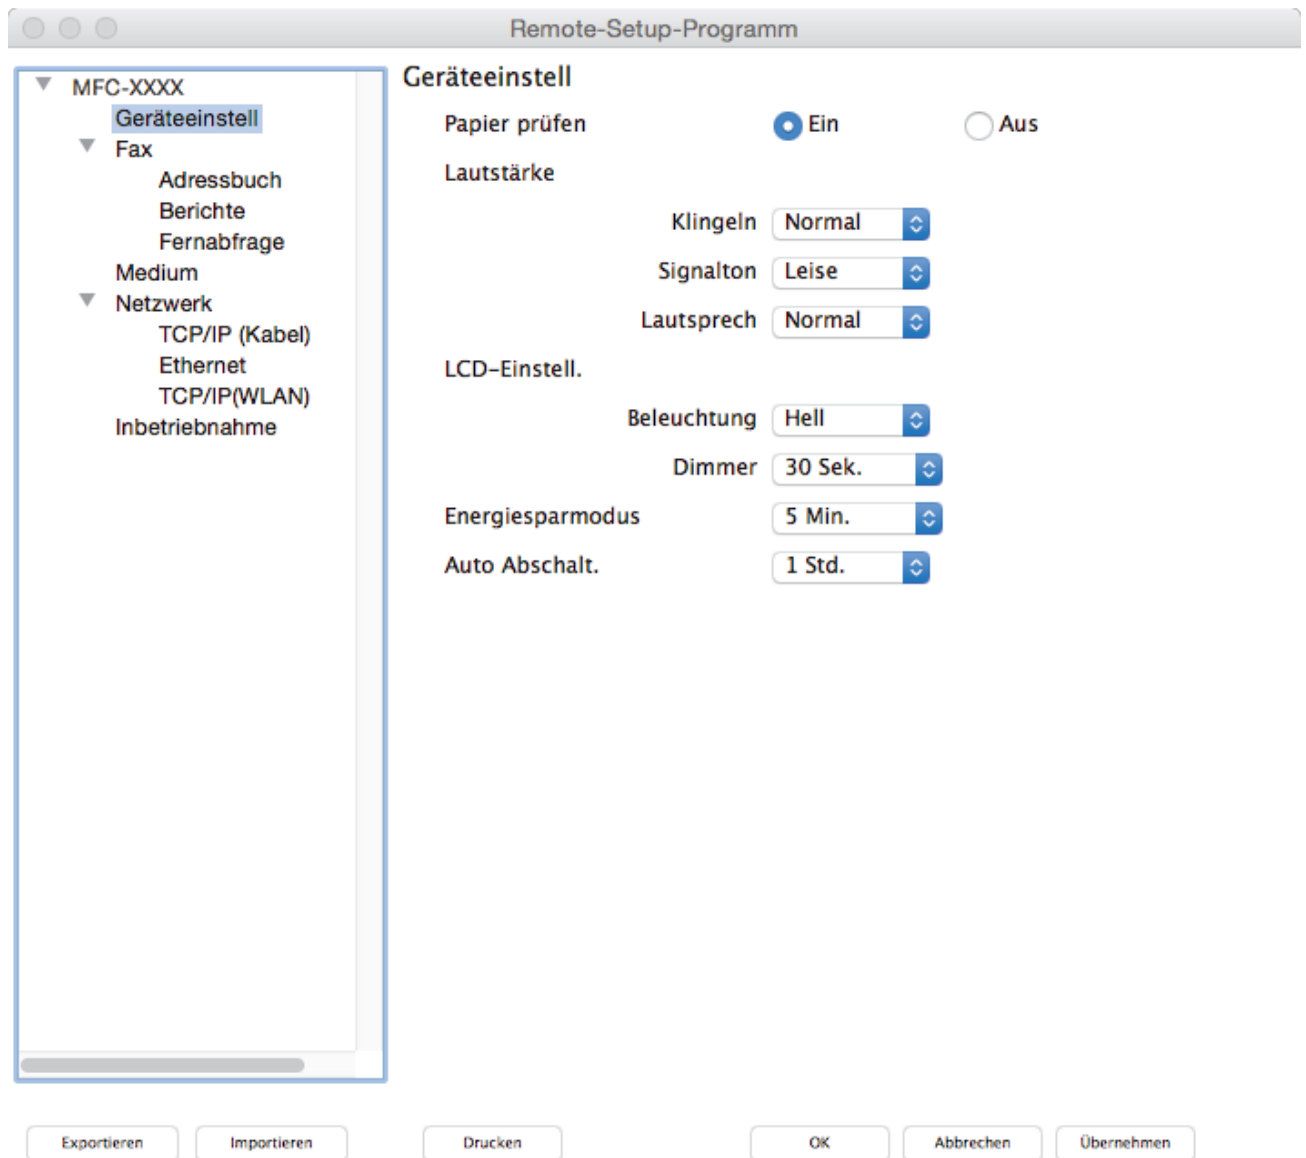 Remote-Setup-Programm
MFC-XXXX
Geräteeinstell
Fax
Adressbuch
Berichte
Fernabfrage
Medium
Netzwerk
TCP/IP (Kabel)
Ethernet
TCP/IP(WLAN)
Inbetriebnahme
Geräteeinstell
Papier prüfen Ein Aus
Lautstärke
Klingeln Normal
Signalton Leise
Lautsprech Normal
LCD-Einstell.
Beleuchtung Hell
Dimmer 30 Sek.
Energiesparmodus 5 Min.
Auto Abschalt. 1 Std.
Exportieren Importieren Drucken OK Abbrechen Übernehmen